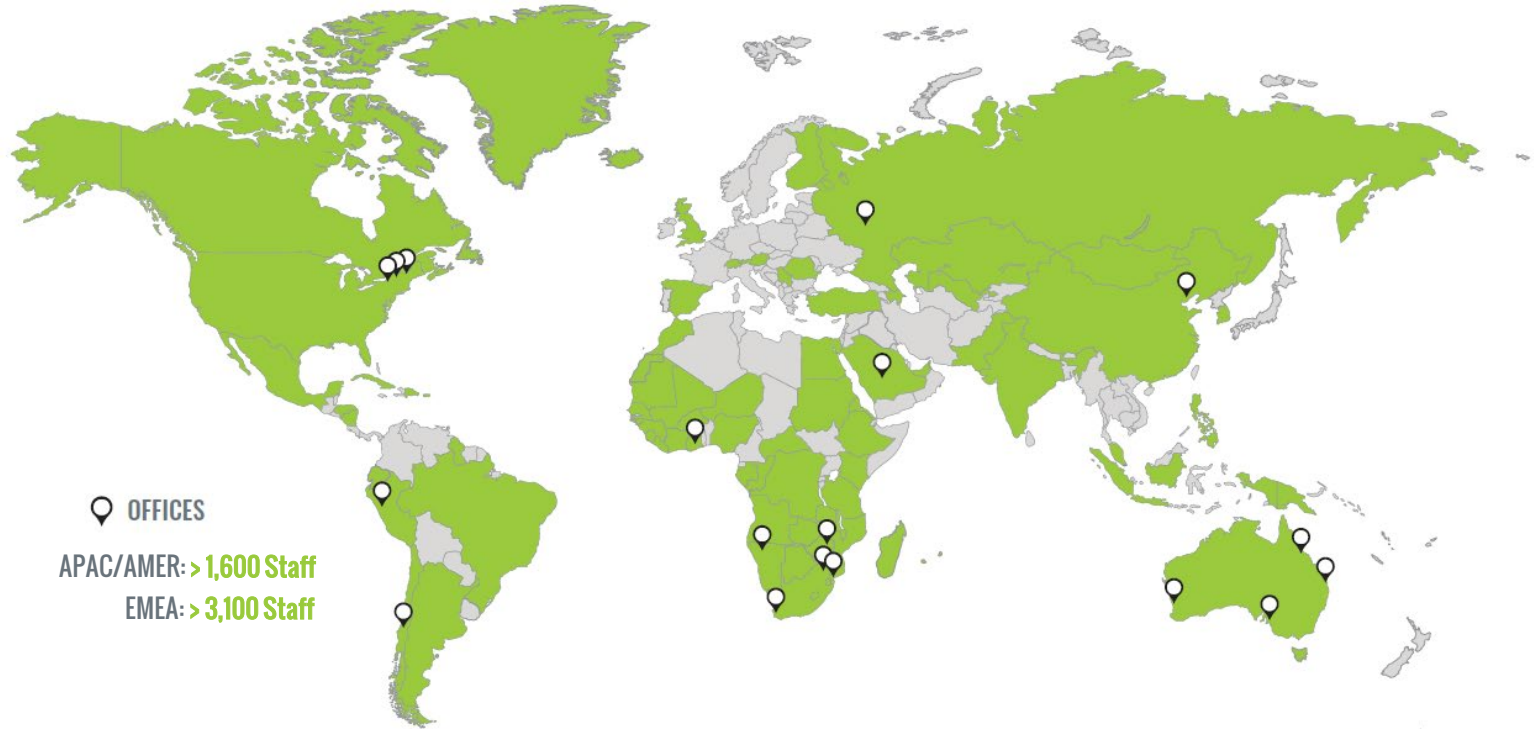 OFFICES
APAC/AMER: > 1,600 Staff
EMEA: > 3,100 Staff